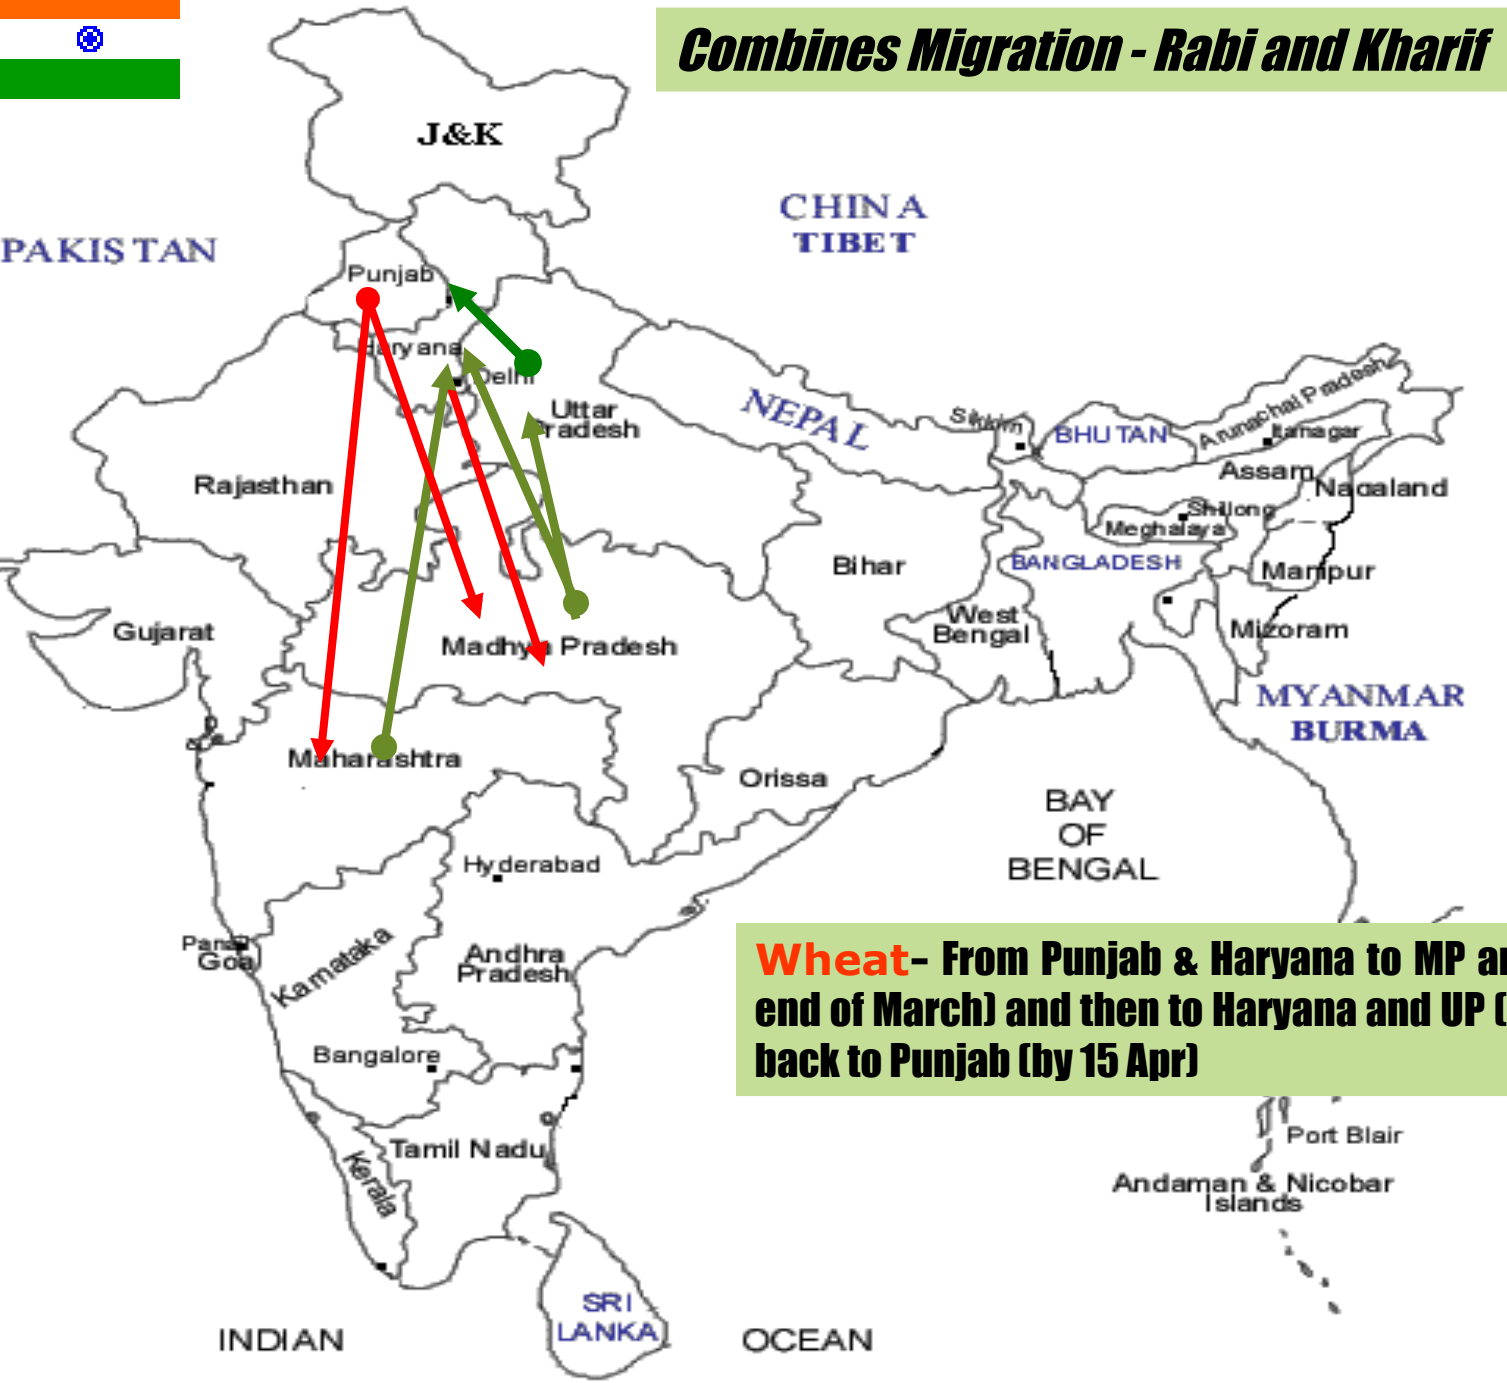 Combines Migration - Rabi and Kharif
J&K
CHINA
TIBET
PAKISTAN
Punjab
Haryana
Delhi
Uttar
Pradesh
NEPAL
Sikkim
BHUTAN
Arunachal Pradesh
Itanagar
Rajasthan
Assam
Nagaland
Shillong
Meghalaya
Bihar
BANGLADESH
Manipur
Gujarat
Madhya Pradesh
West
Bengal
Mizoram
MYANMAR
BURMA
Maharashtra
Orissa
BAY
OF
BENGAL
Hyderabad
Panaji
Goa
Karnataka
Andhra
Pradesh
Wheat- From Punjab & Haryana to MP
end of March) and then to Haryana and UP (
back to Punjab (by 15 Apr)
Bangalore
Tamil Nadu
Kerala
Port Blair
Andaman & Nicobar
Islands
SRI
LANKA
INDIAN OCEAN